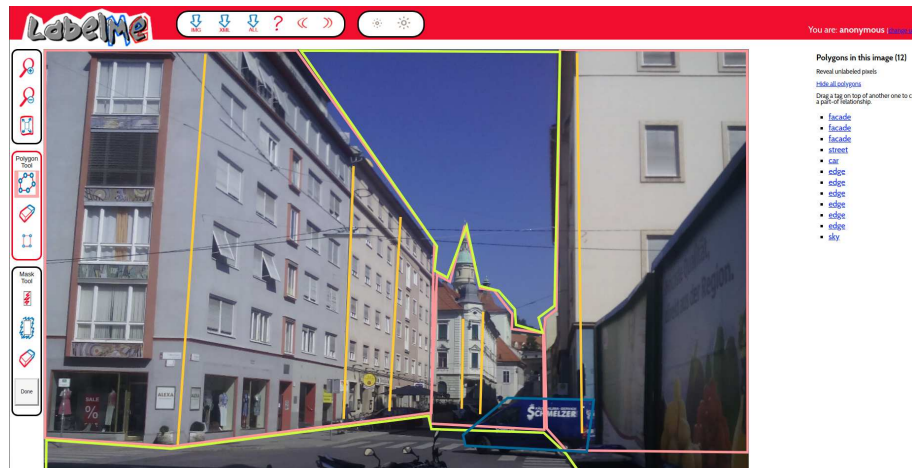 LabelMe
IMG
XML
ALL
?
You are: anonymous
Polygon
Tool
Mask
Tool
Done
SALE
%
ALEXA
SCHMELZER
Polygons in this image (12)
Reveal unlabeled pixels
Hide all polygons
Drag a tag on top of another one to c
a part-of relationship.
facade
facade
facade
street
car
edge
edge
edge
edge
edge
edge
sky